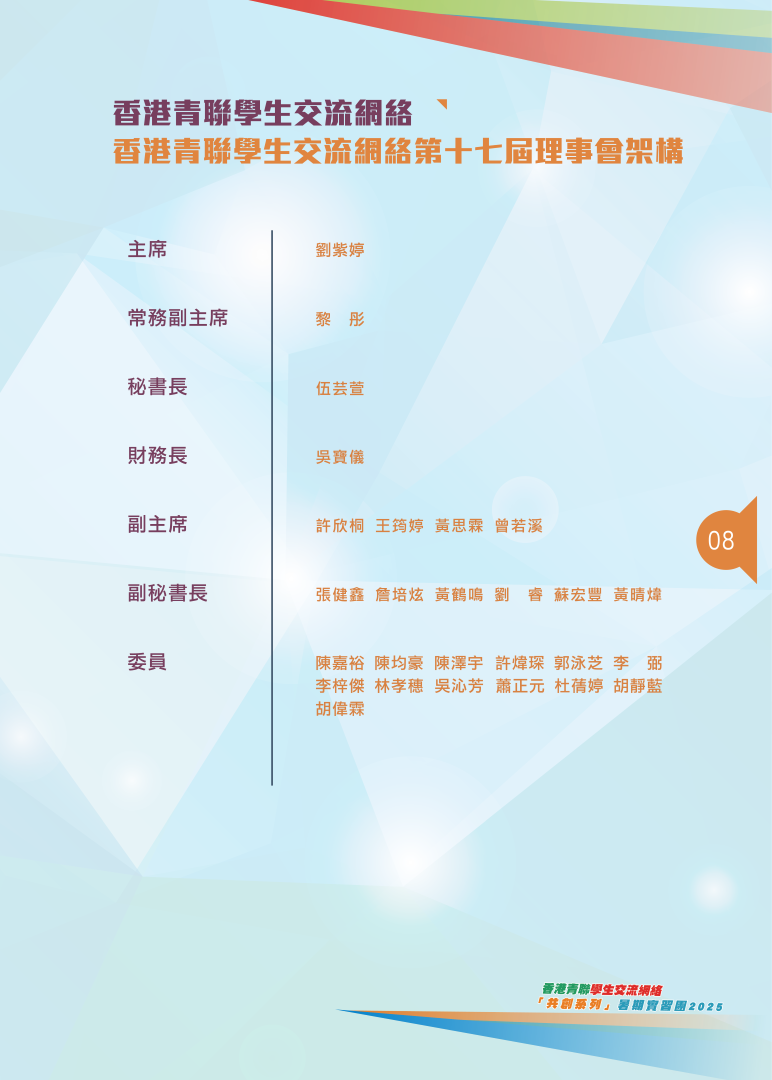 香港青聯學生交流網絡
香港青聯學生交流網絡第十七屆理事會架構
主席 劉紫婷
常務副主席 黎 彤
秘書長 伍芸萱
財務長 吳寶儀
副主席 許欣桐 王筠婷 黃思霖 曾若溪
副秘書長 張健鑫 詹培炫 黃鶴鳴 劉 睿 蘇宏豐 黃晴煒
委員 陳嘉裕 陳均豪 陳澤宇 許煒琛 郭泳芝 李 弼
李梓傑 林孝穗 吳沁芳 蕭正元 杜蒨婷 胡靜藍
胡偉霖
08
香港青聯學生交流網絡
「共創系列」暑期實習團2025